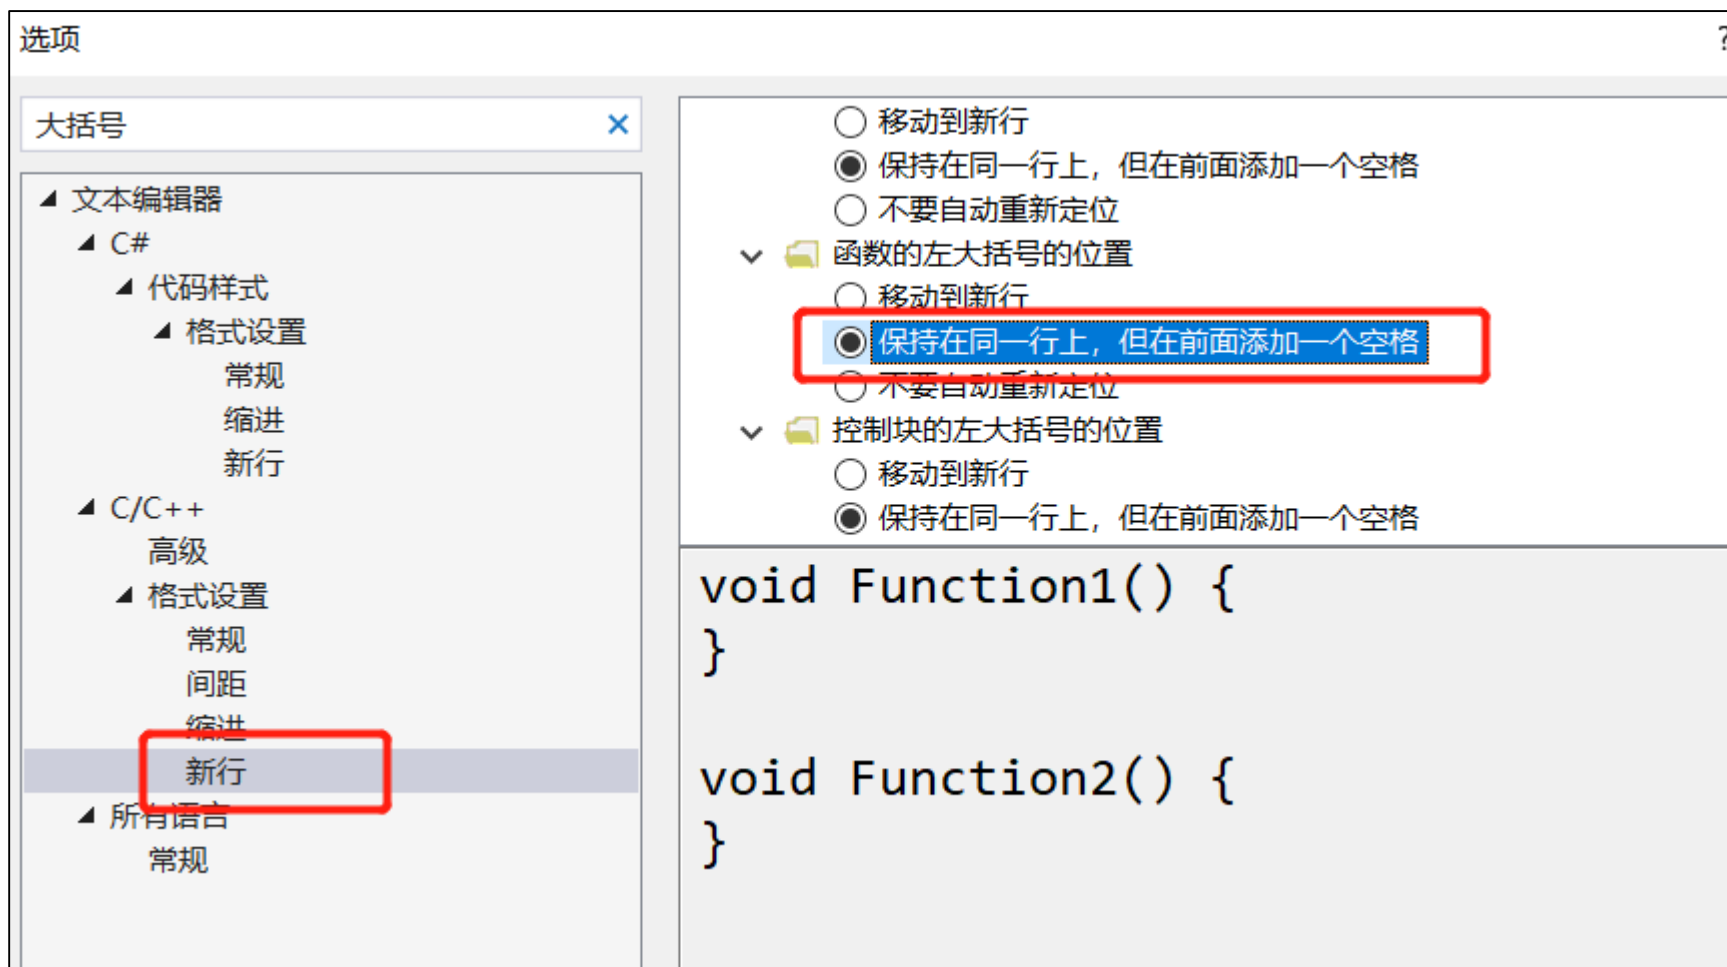 选项
?
大括号
文本编辑器
C#
代码样式
格式设置
常规
缩进
新行
C/C++
高级
格式设置
常规
间距
缩进
新行
所有语言
常规
移动到新行
保持在同一行上，但在前面添加一个空格
不要自动重新定位
函数的左大括号的位置
移动到新行
保持在同一行上，但在前面添加一个空格
不要自动重新定位
控制块的左大括号的位置
移动到新行
保持在同一行上，但在前面添加一个空格
void Function1() {
}
void Function2() {
}